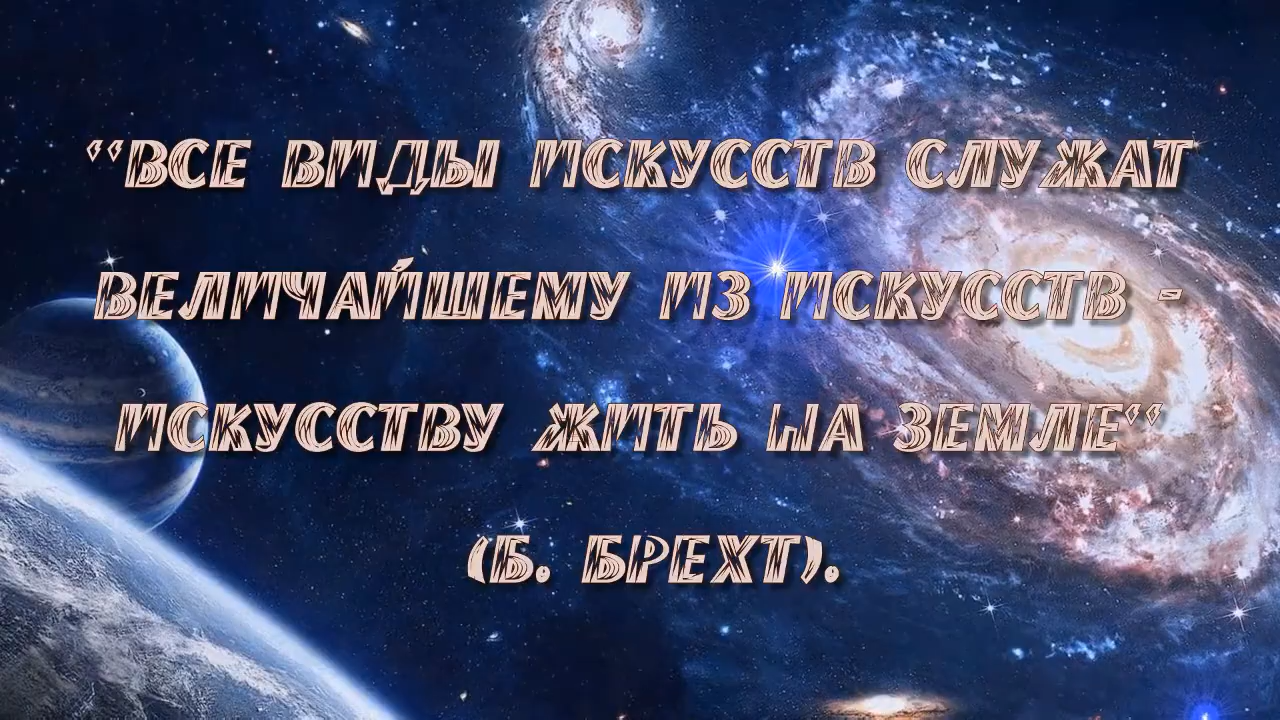 “ВСЕ ВИДЫ ИСКУССТВ СЛУЖАТ
ВЕЛИЧАЙШЕМУ ИЗ ИСКУССТВ -
ИСКУССТВУ ЖИТЬ НА ЗЕМЛЕ“
(Б. БРЕХТ).